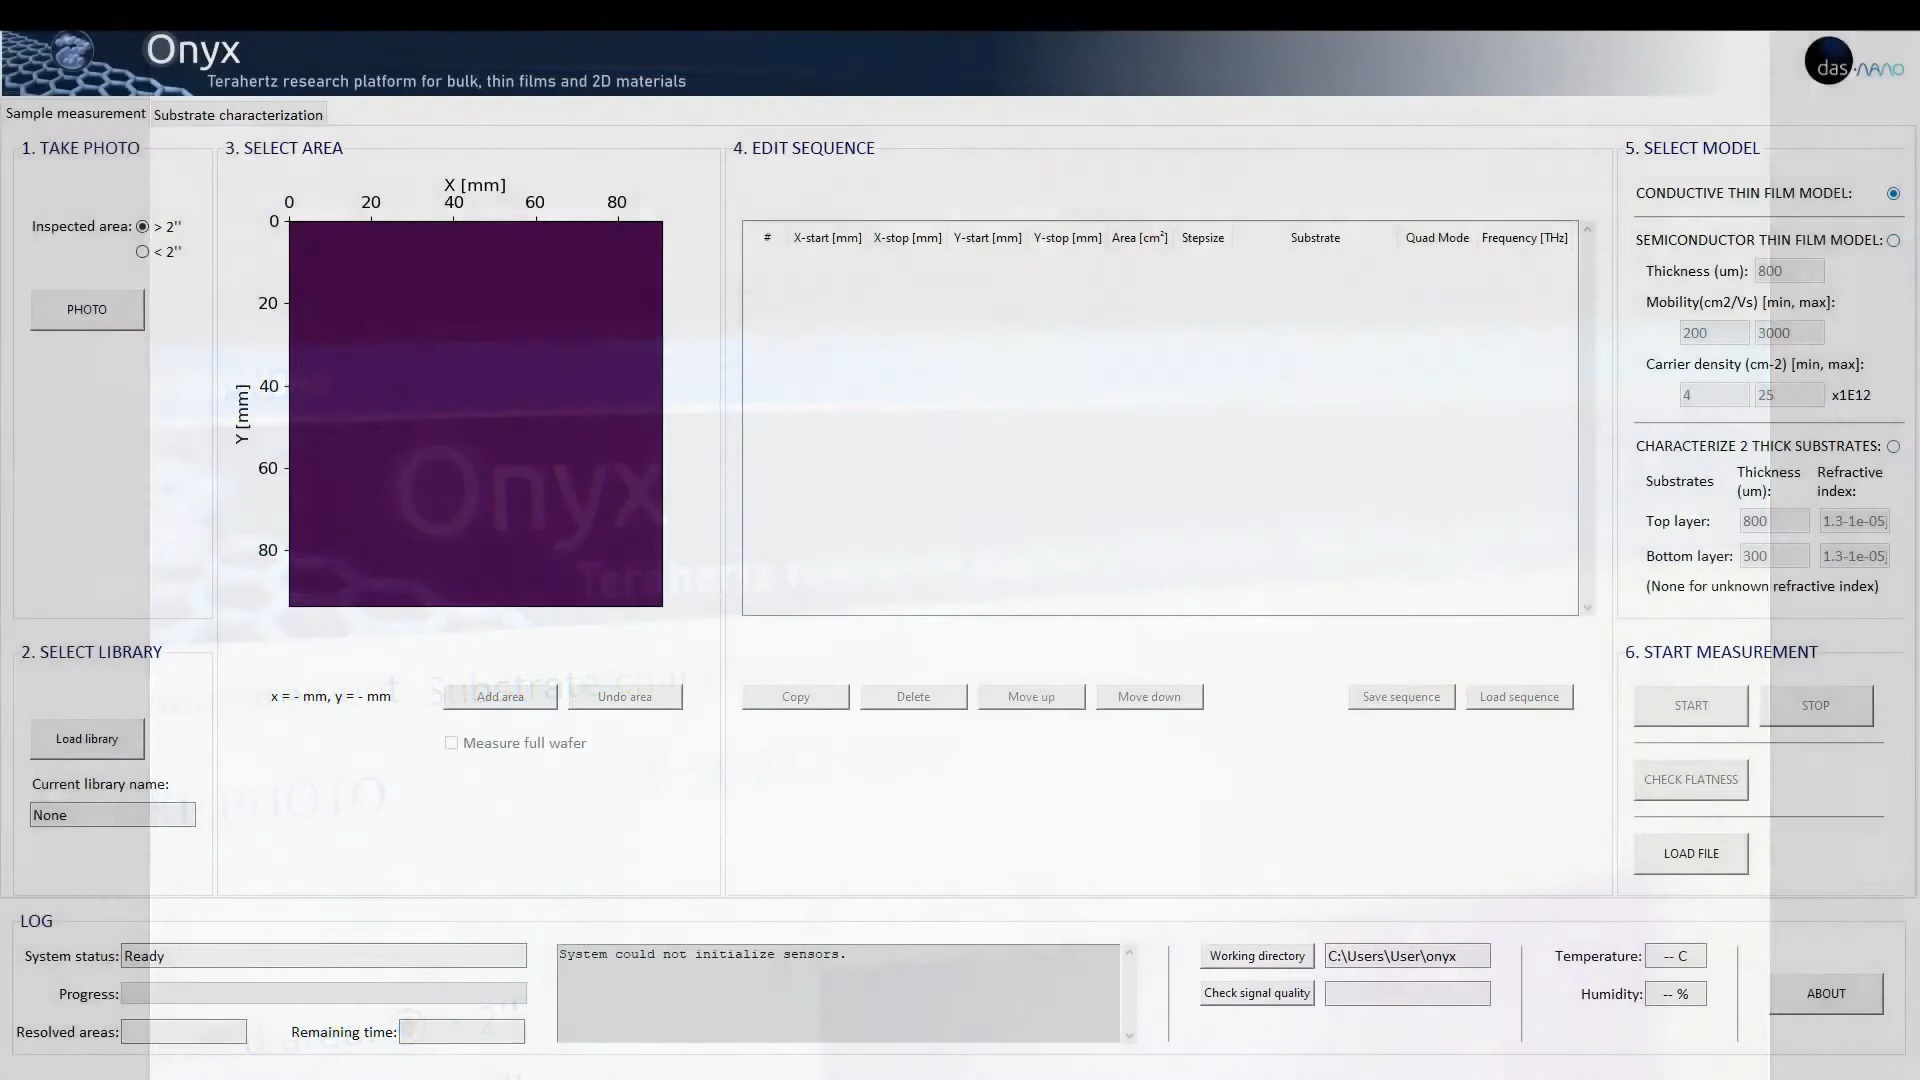 Onyx
Terahertz research platform for bulk, thin films and 2D materials
das-nano
Sample measurement
Substrate characterization
1. TAKE PHOTO
Inspected area:
> 2''
< 2''
PHOTO
2. SELECT LIBRARY
Load library
Current library name:
None
3. SELECT AREA
X [mm]
0 20 40 60 80
Y [mm]
0
20
40
60
80
x = - mm, y = - mm
Add area
Undo area
Measure full wafer
4. EDIT SEQUENCE
# X-start [mm] X-stop [mm] Y-start [mm] Y-stop [mm] Area [cm²] Stepsize Substrate Quad Mode Frequency [THz]
Copy
Delete
Move up
Move down
Save sequence
Load sequence
5. SELECT MODEL
CONDUCTIVE THIN FILM MODEL:
SEMICONDUCTOR THIN FILM MODEL:
Thickness (um): 800
Mobility(cm2/Vs) [min, max]:
200 3000
Carrier density (cm-2) [min, max]:
4 25 x1E12
CHARACTERIZE 2 THICK SUBSTRATES:
Substrates
Thickness (um):
Refractive index:
Top layer: 800 1.3-1e-05j
Bottom layer: 300 1.3-1e-05j
(None for unknown refractive index)
6. START MEASUREMENT
START
STOP
CHECK FLATNESS
LOAD FILE
LOG
System status: Ready
Progress:
Resolved areas:
Remaining time:
System could not initialize sensors.
Working directory C:\Users\User\onyx
Check signal quality
Temperature: -- C
Humidity: -- %
ABOUT
Onyx
PHOTO